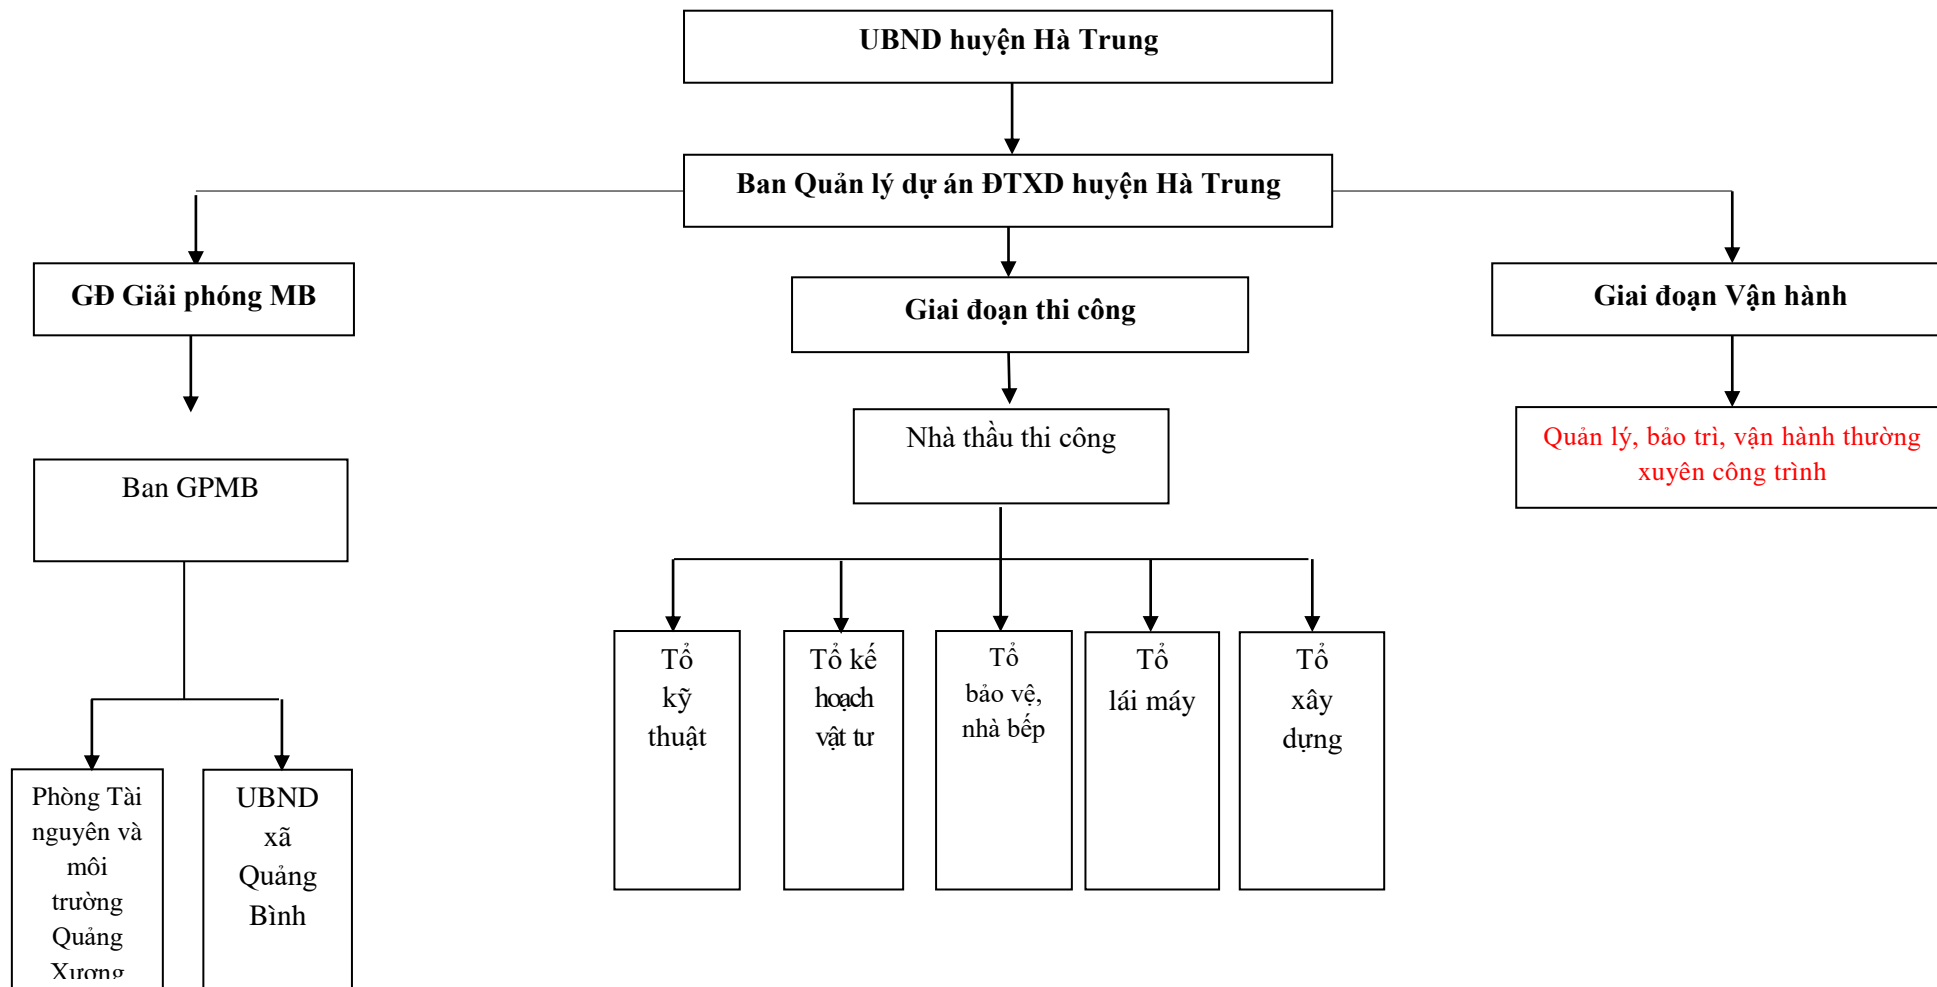 UBND huyện Hà Trung
Ban Quản lý dự án ĐTXD huyện Hà Trung
GĐ Giải phóng MB
Giai đoạn thi công
Giai đoạn Vận hành
Ban GPMB
Nhà thầu thi công
Quản lý, bảo trì, vận hành thường
xuyên công trình
Phòng Tài
nguyên và
môi
trường
Quảng
Xương
UBND
xã
Quảng
Bình
Tổ
kỹ
thuật
Tổ kế
hoạch
vật tư
Tổ
bảo vệ,
nhà bếp
Tổ
lái máy
Tổ
xây
dựng